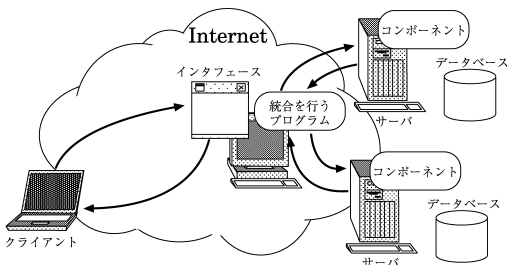 Internet
コンポーネント
データベース
インタフェース
統合を行う
プログラム
サーバ
コンポーネント
データベース
クライアント
サーバ